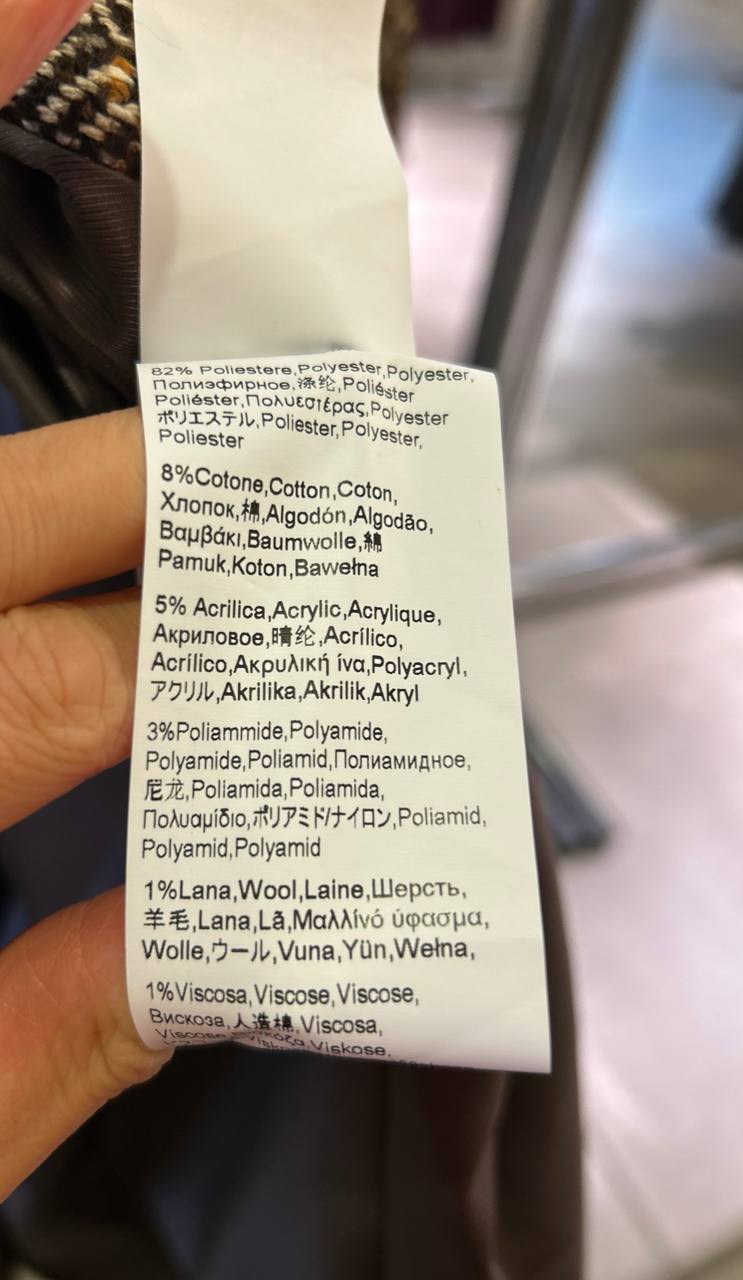 82% Poliestere,Polyester,Polyester,
Полиэфирное,涤纶,Poliéster
Poliéster,Πολυεστέρας,Polyester
ポリエステル,Poliester,Polyester,
Poliester
8%Cotone,Cotton,Coton,
Хлопок,棉,Algodón,Algodão,
Βαμβάκι,Baumwolle,綿
Pamuk,Koton,Bawełna
5% Acrilica,Acrylic,Acrylique,
Акриловое,晴纶,Acrílico,
Acrílico,Ακρυλική ίνα,Polyacryl,
アクリル,Akrilika,Akrilik,Akryl
3%Poliammide,Polyamide,
Polyamide,Poliamid,Полиамидное,
尼龙,Poliamida,Poliamida,
Πολυαμίδιο,ポリアミド/ナイロン,Poliamid,
Polyamid,Polyamid
1%Lana,Wool,Laine,Шерсть,
羊毛,Lana,Lã,Μαλλίνό ύφασμα,
Wolle,ウール,Vuna,Yün,Wełna,
1%Viscosa,Viscose,Viscose,
Вискоза,人造棉,Viscosa,
Viscose,Βισκόζα,Viskose,